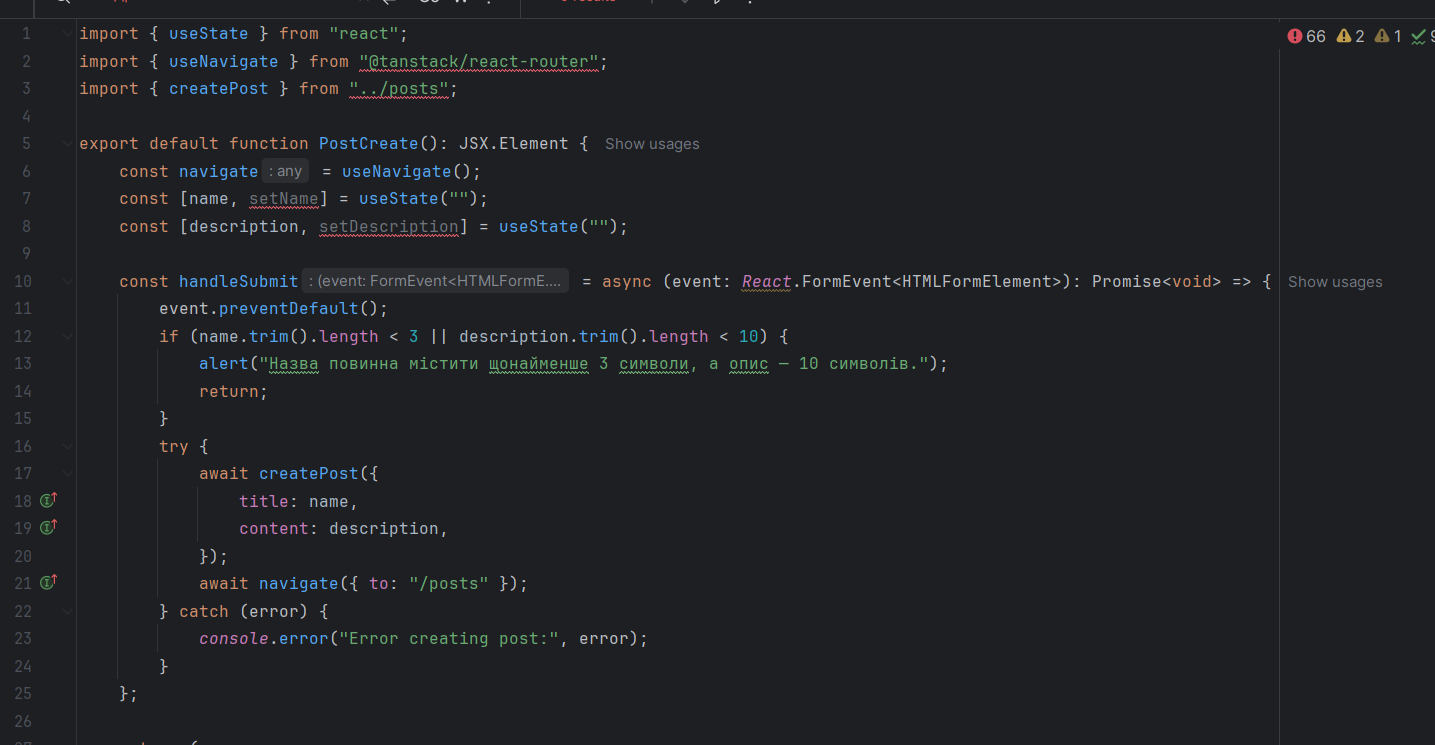 1 import { useState } from "react";
66 2 1
2 import { useNavigate } from "@tanstack/react-router";
3 import { createPost } from "../posts";
4
5 export default function PostCreate(): JSX.Element { Show usages
6 const navigate : any = useNavigate();
7 const [name, setName] = useState("");
8 const [description, setDescription] = useState("");
9
10 const handleSubmit : (event: FormEvent<HTMLFormE.... = async (event: React.FormEvent<HTMLFormElement>): Promise<void> => { Show usages
11 event.preventDefault();
12 if (name.trim().length < 3 || description.trim().length < 10) {
13 alert("Назва повинна містити щонайменше 3 символи, а опис — 10 символів.");
14 return;
15 }
16 try {
17 await createPost({
18 title: name,
19 content: description,
20 });
21 await navigate({ to: "/posts" });
22 } catch (error) {
23 console.error("Error creating post:", error);
24 }
25 };
26